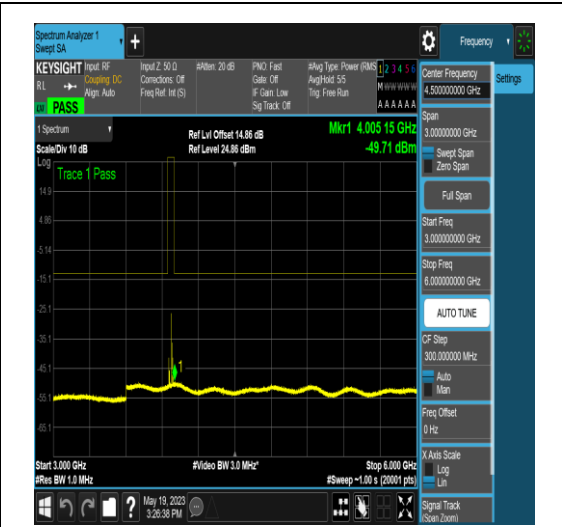 Spectrum Analyzer 1
Swept SA
+
Frequency
KEYSIGHT
RL
PASS
Input: RF
Coupling: DC
Align: Auto
Input Z: 50 Ω
Corrections: Off
Freq Ref: Int (S)
#Atten: 20 dB
PNO: Fast
Gate: Off
IF Gain: Low
Sig Track: Off
#Avg Type: Power (RMS
Avg|Hold: 5/5
Trig: Free Run
1 2 3 4 5 6
M W W W W W
A A A A A A
Center Frequency
4.500000000 GHz
Settings
1 Spectrum
Scale/Div 10 dB
Ref Lvl Offset 14.86 dB
Ref Level 24.86 dBm
Mkr1 4.005 15 GHz
-49.71 dBm
Log
Trace 1 Pass
14.9
4.86
-5.14
-15.1
-25.1
-35.1
-45.1
-55.1
-65.1
1
Start 3.000 GHz
#Res BW 1.0 MHz
#Video BW 3.0 MHz*
Stop 6.000 GHz
#Sweep ~1.00 s (20001 pts)
Span
3.00000000 GHz
Swept Span
Zero Span
Full Span
Start Freq
3.000000000 GHz
Stop Freq
6.000000000 GHz
AUTO TUNE
CF Step
300.000000 MHz
Auto
Man
Freq Offset
0 Hz
X Axis Scale
Log
Lin
Signal Track
(Span Zoom)
?
May 19, 2023
3:26:38 PM